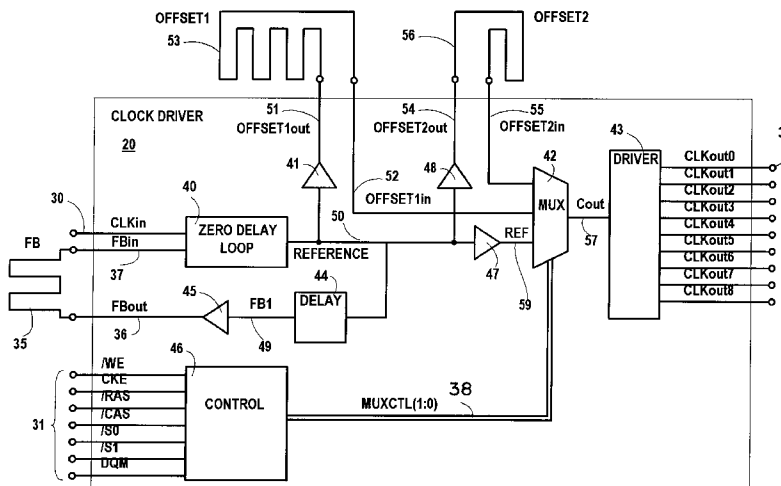 OFFSET1
53
56
OFFSET2
CLOCK DRIVER
20
51
OFFSET1out
54
OFFSET2out
55
OFFSET2in
41
52
OFFSET1in
48
42
MUX
43
DRIVER
CLKout0
CLKout1
CLKout2
CLKout3
CLKout4
CLKout5
CLKout6
CLKout7
CLKout8
Cout
57
30
CLKin
FB
FBin
37
40
ZERO DELAY
LOOP
50
REFERENCE
47
REF
59
35
FBout
36
45
FB1
49
44
DELAY
31
/WE
CKE
/RAS
/CAS
/S0
/S1
DQM
46
CONTROL
MUXCTL(1:0)
38